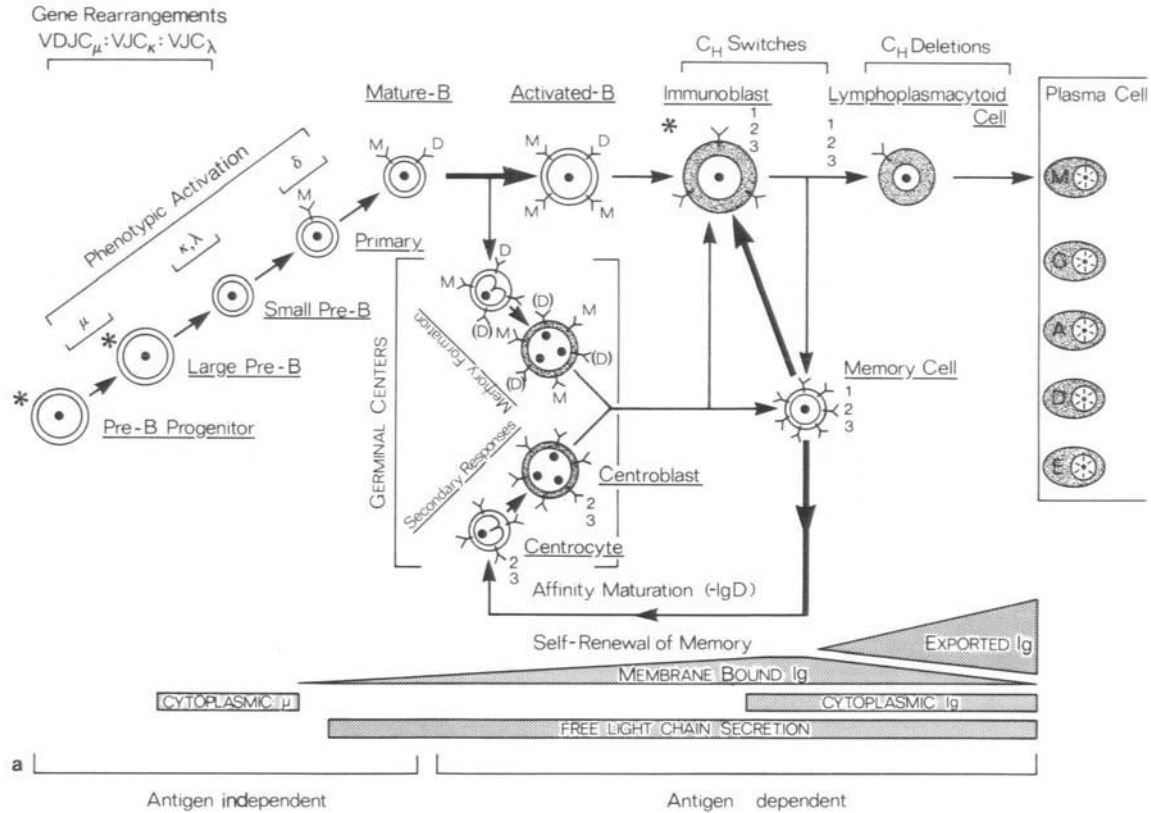 Gene Rearrangements
VDJCμ:VJCκ:VJCλ
CH Switches
CH Deletions
Mature-B
Activated-B
Immunoblast
Lymphoplasmacytoid
Cell
Plasma Cell
*
1
2
3
1
2
3
M
D
M
D
M
M
M
G
A
D
E
Phenotypic Activation
δ
M
κ,λ
μ
Primary
Small Pre-B
*
Large Pre-B
*
Pre-B Progenitor
GERMINAL CENTERS
D
M
(D)
(D)
M
M
(D)
(D)
M
Memory Formation
Secondary Responses
Centroblast
2
3
Centrocyte
2
3
Memory Cell
1
2
3
Affinity Maturation (-IgD)
Self-Renewal of Memory
EXPORTED Ig
MEMBRANE BOUND Ig
CYTOPLASMIC μ
CYTOPLASMIC Ig
FREE LIGHT CHAIN SECRETION
a
Antigen independent
Antigen dependent